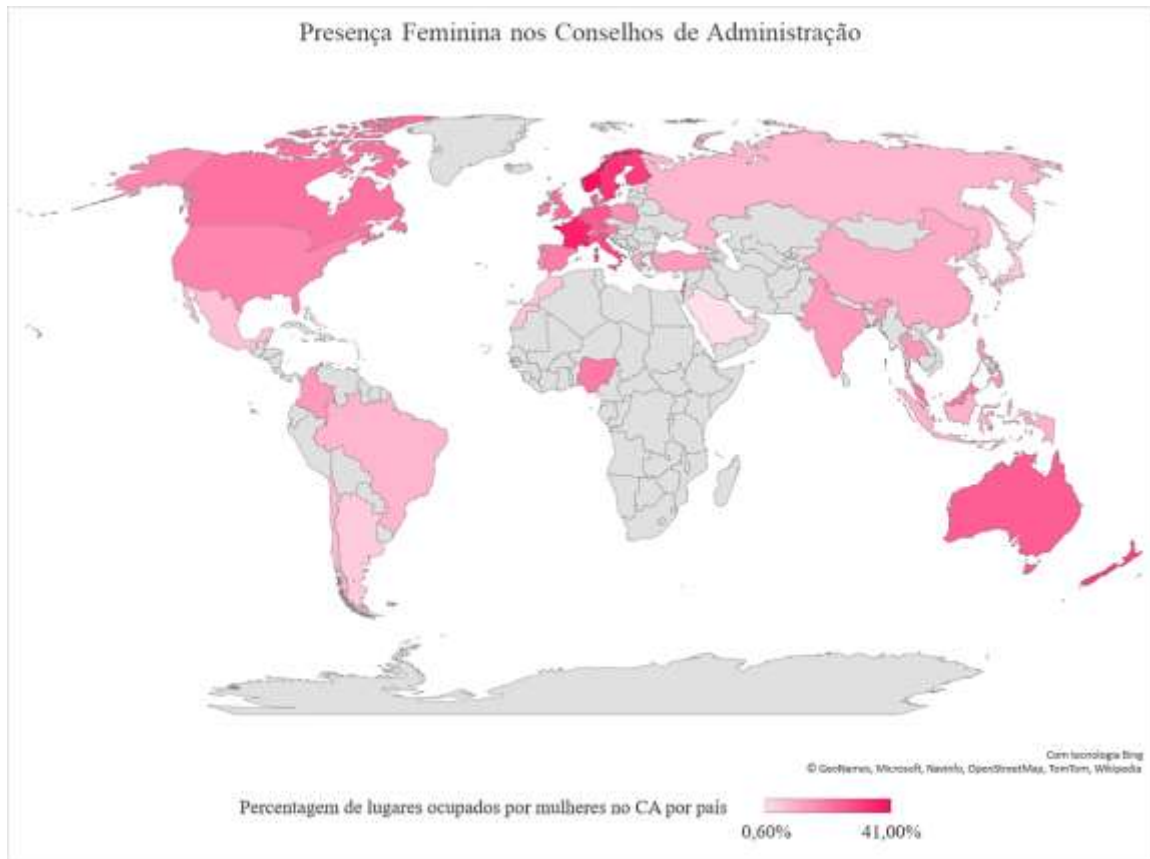 Presença Feminina nos Conselhos de Administração
Com tecnologia Bing
© GeoNames, Microsoft, Navinfo, OpenStreetMap, TomTom, Wikipedia
Percentagem de lugares ocupados por mulheres no CA por país
0,60% 41,00%